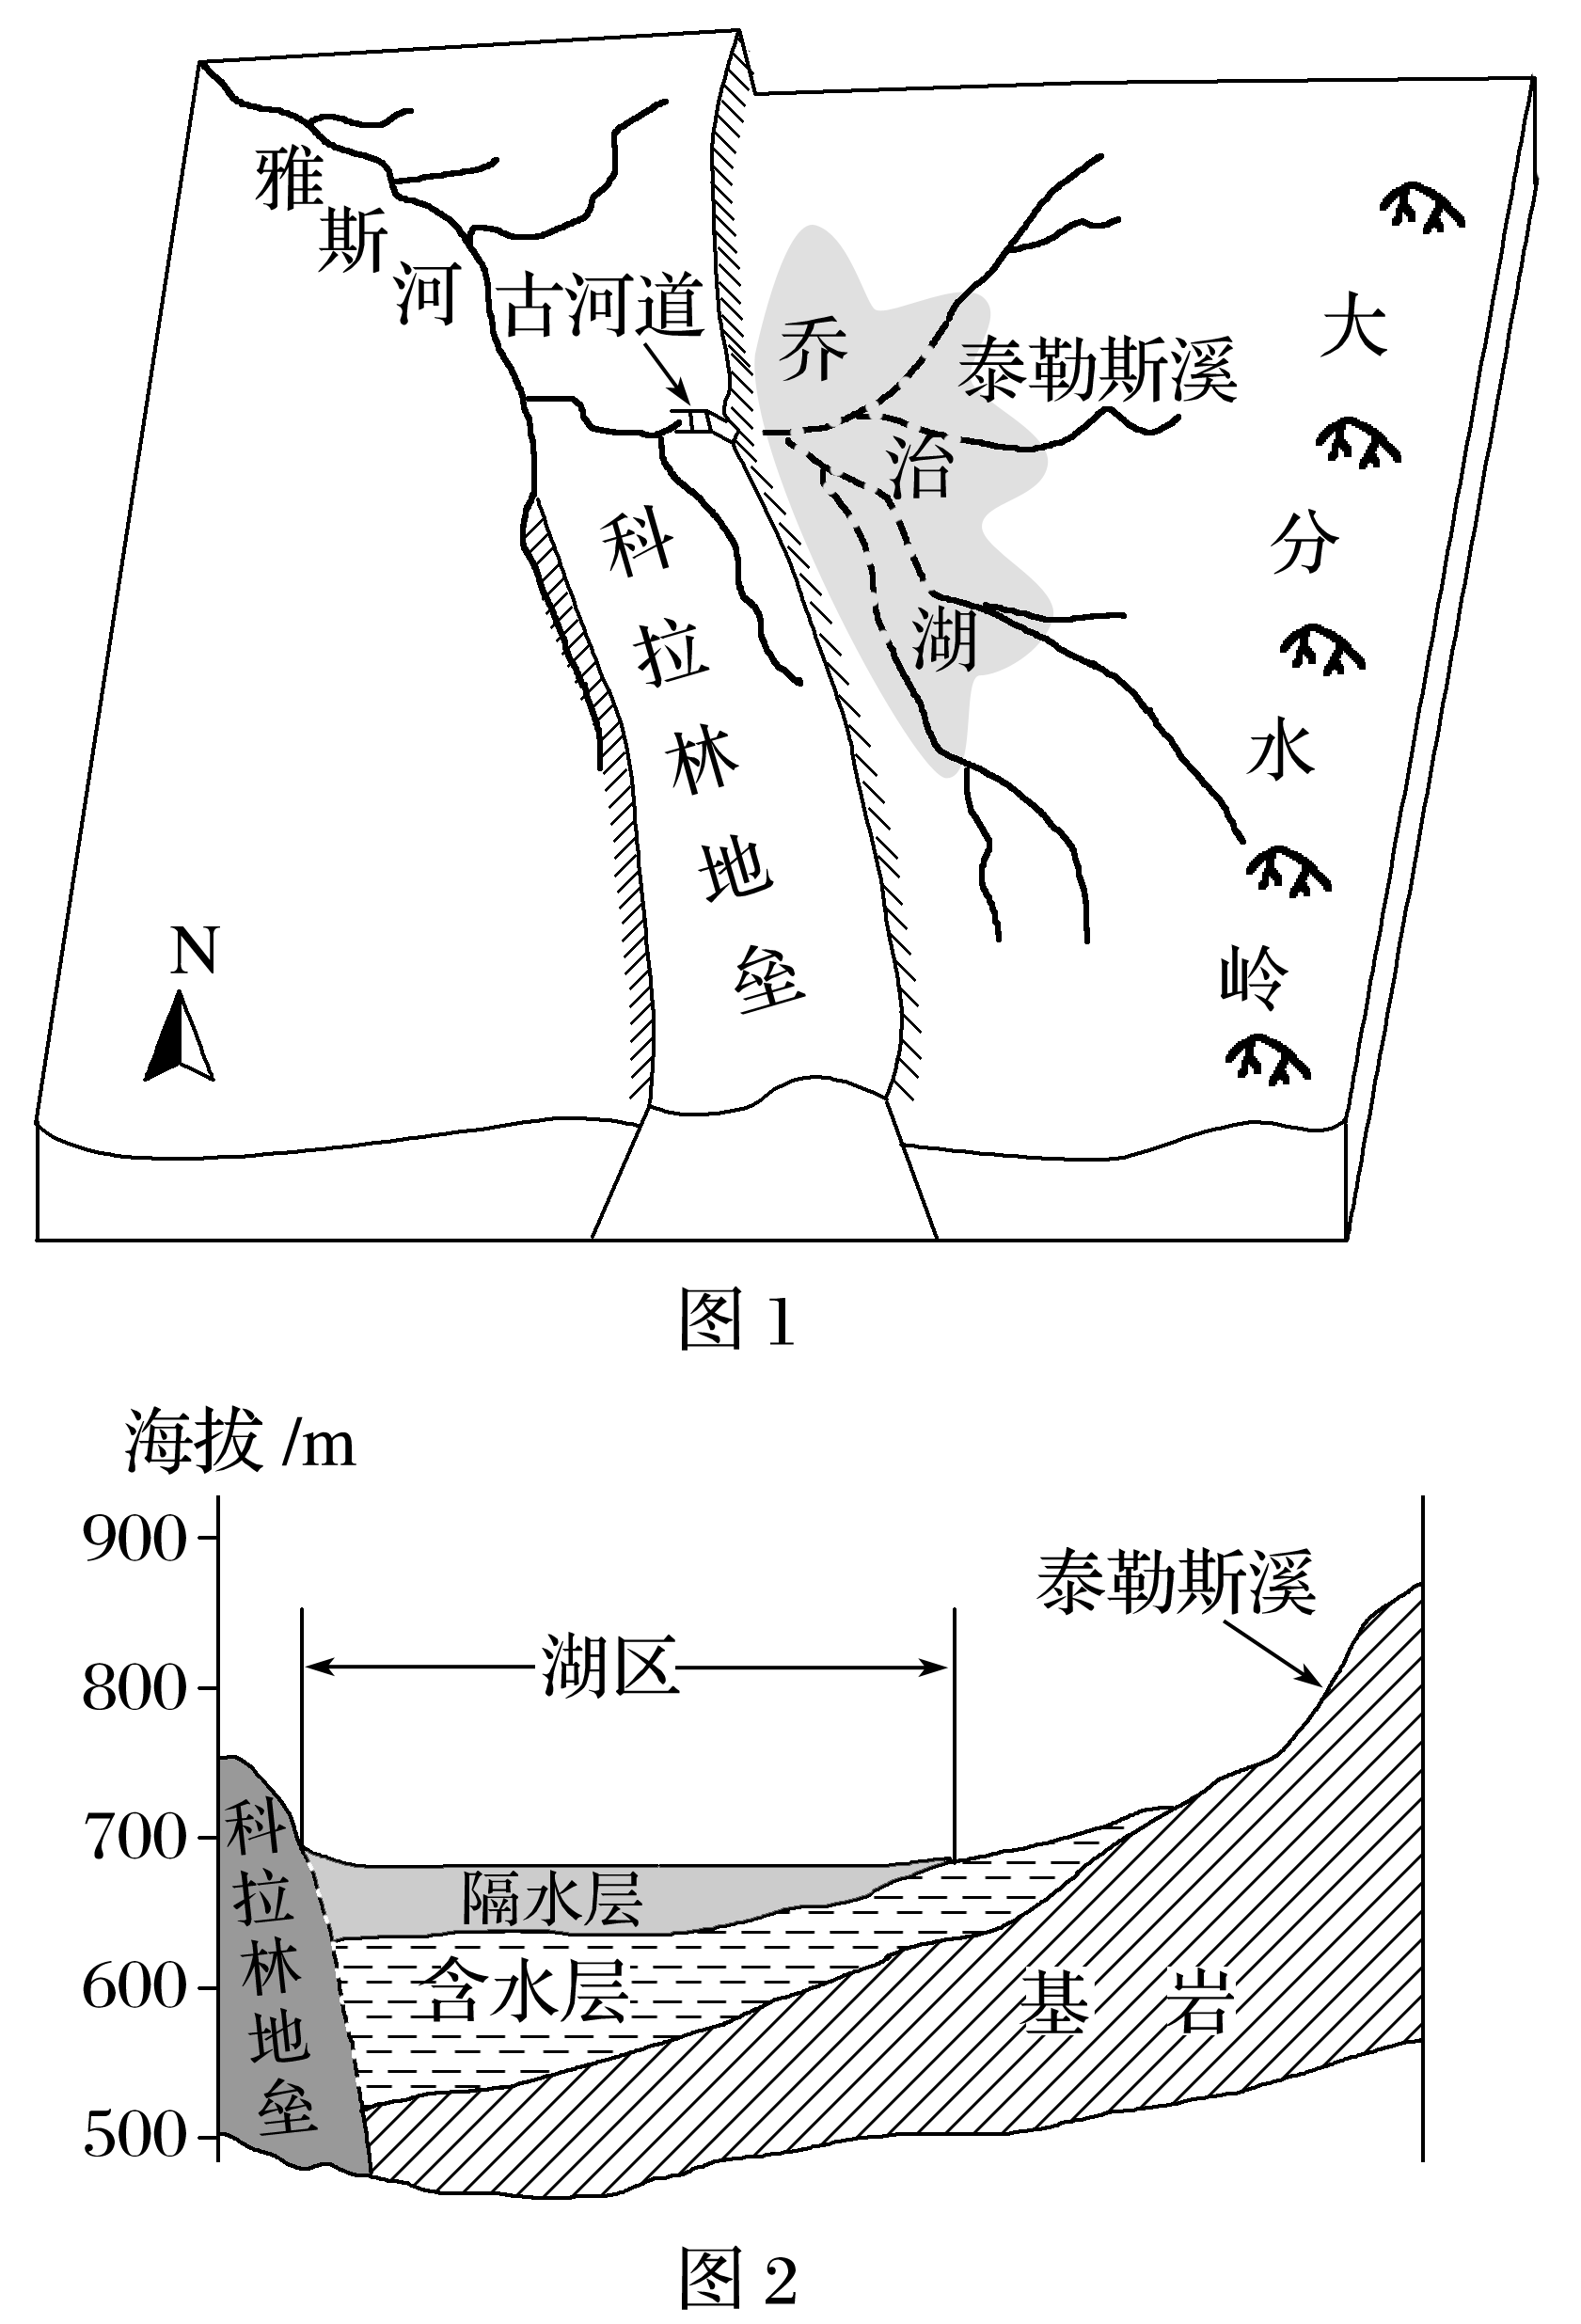 雅斯河
古河道
乔治湖
泰勒斯溪
大分水岭
科拉林地垒
N
图1
海拔/m
900
800
700
600
500
湖区
泰勒斯溪
科拉林地垒
隔水层
含水层
基岩
图2